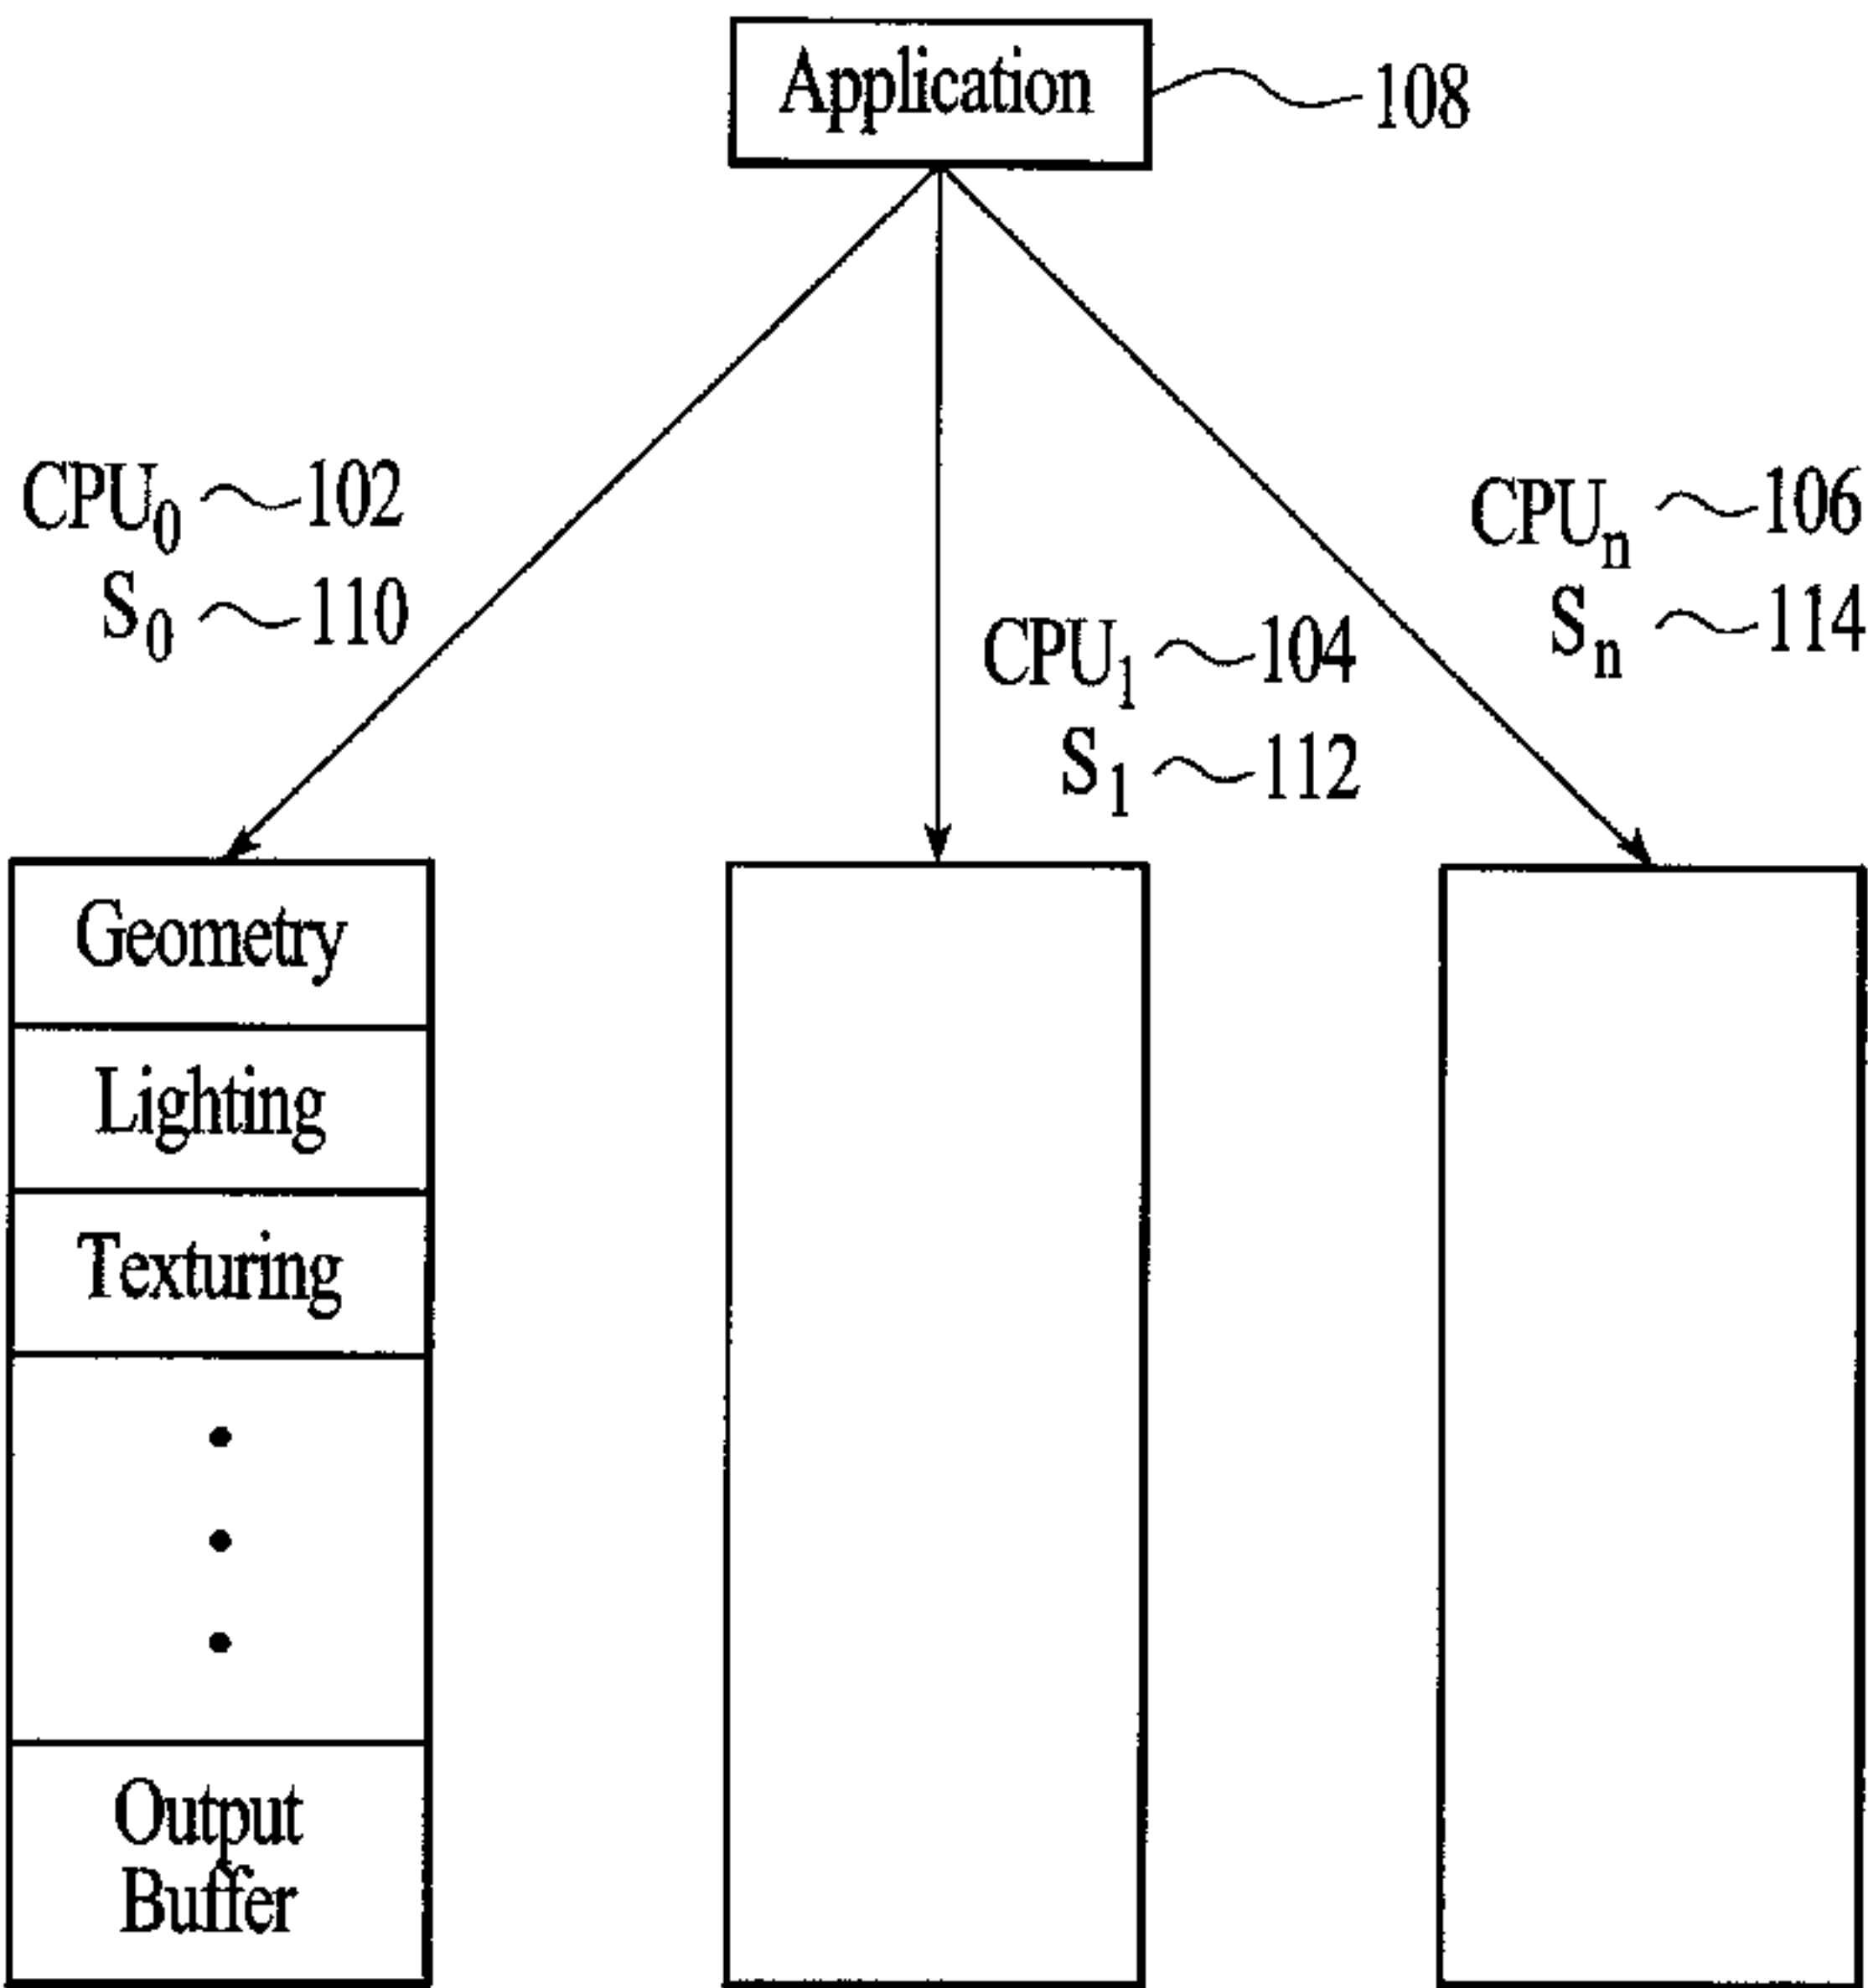 Application 108
CPU0 102
S0 110
CPUn 106
Sn 114
CPU1 104
S1 112
Geometry
Lighting
Texturing
Output
Buffer